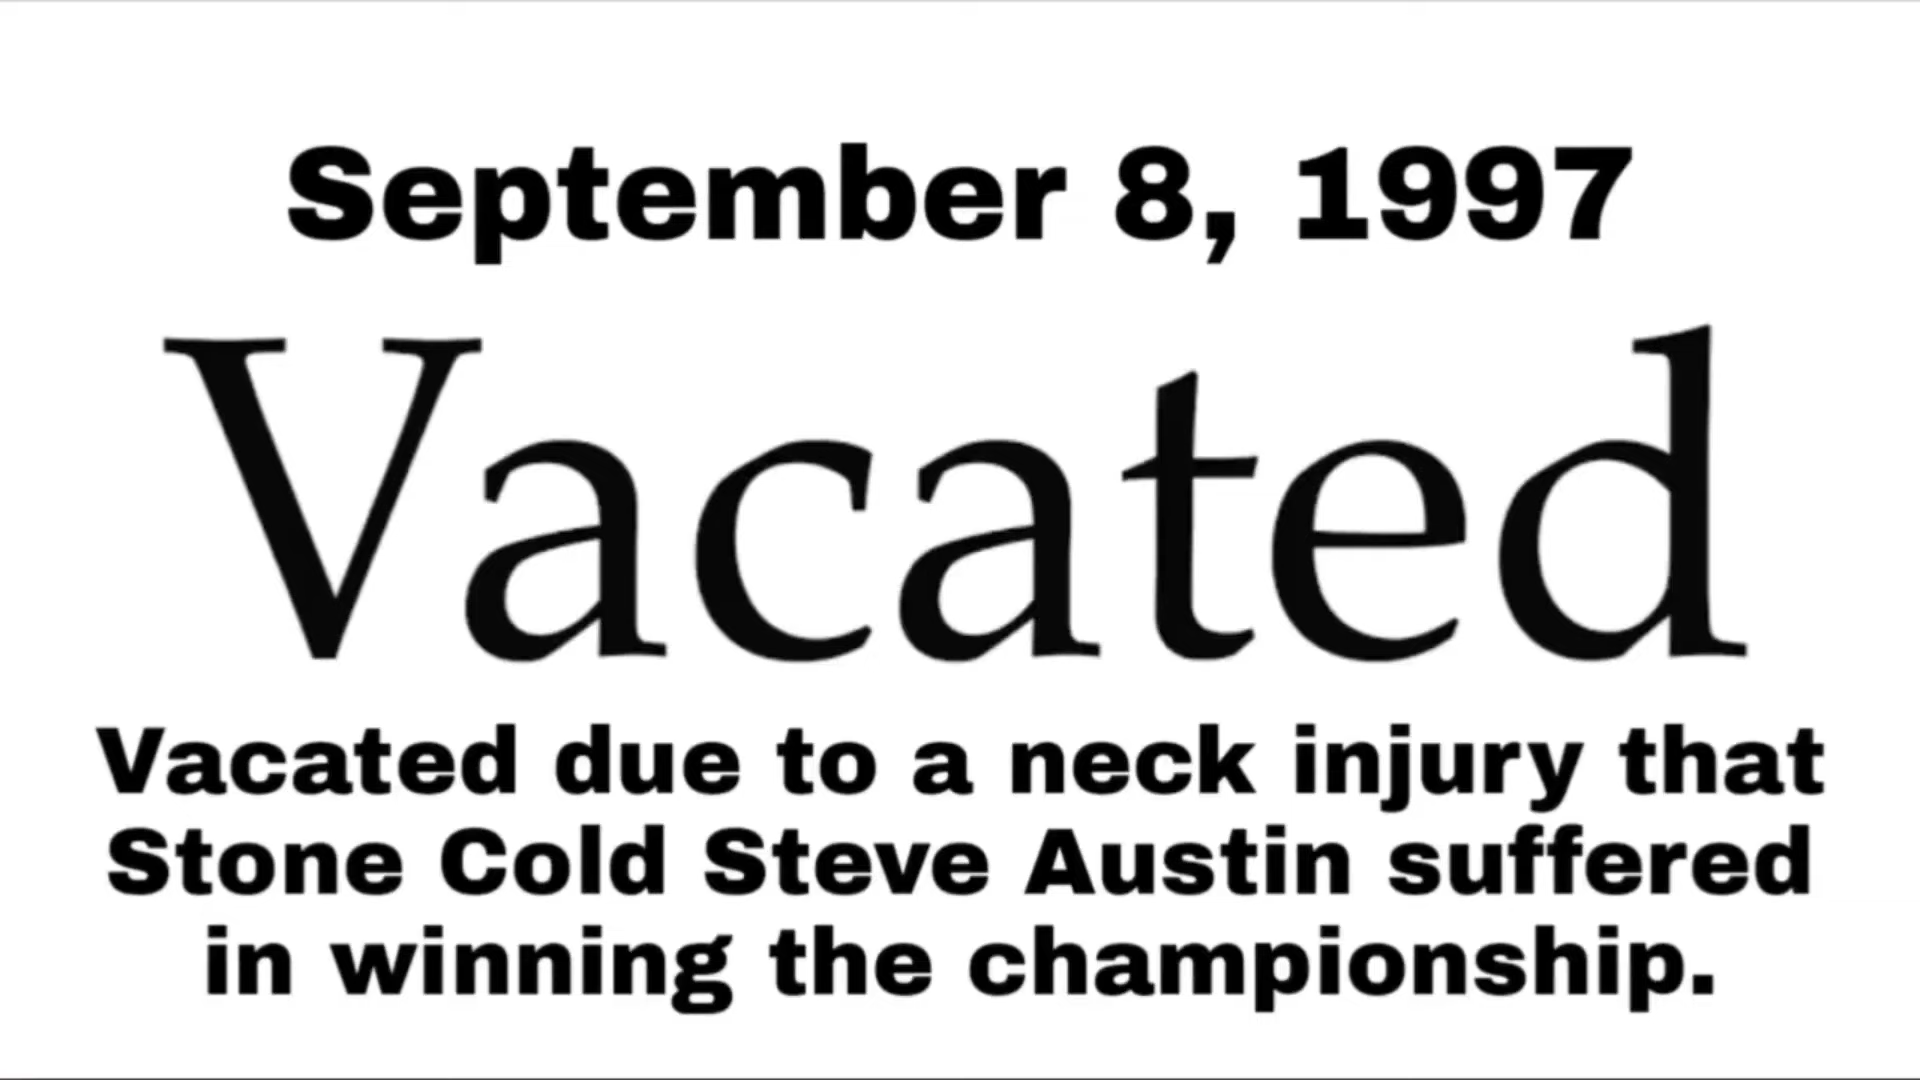 September 8, 1997
Vacated
Vacated due to a neck injury that
Stone Cold Steve Austin suffered
in winning the championship.